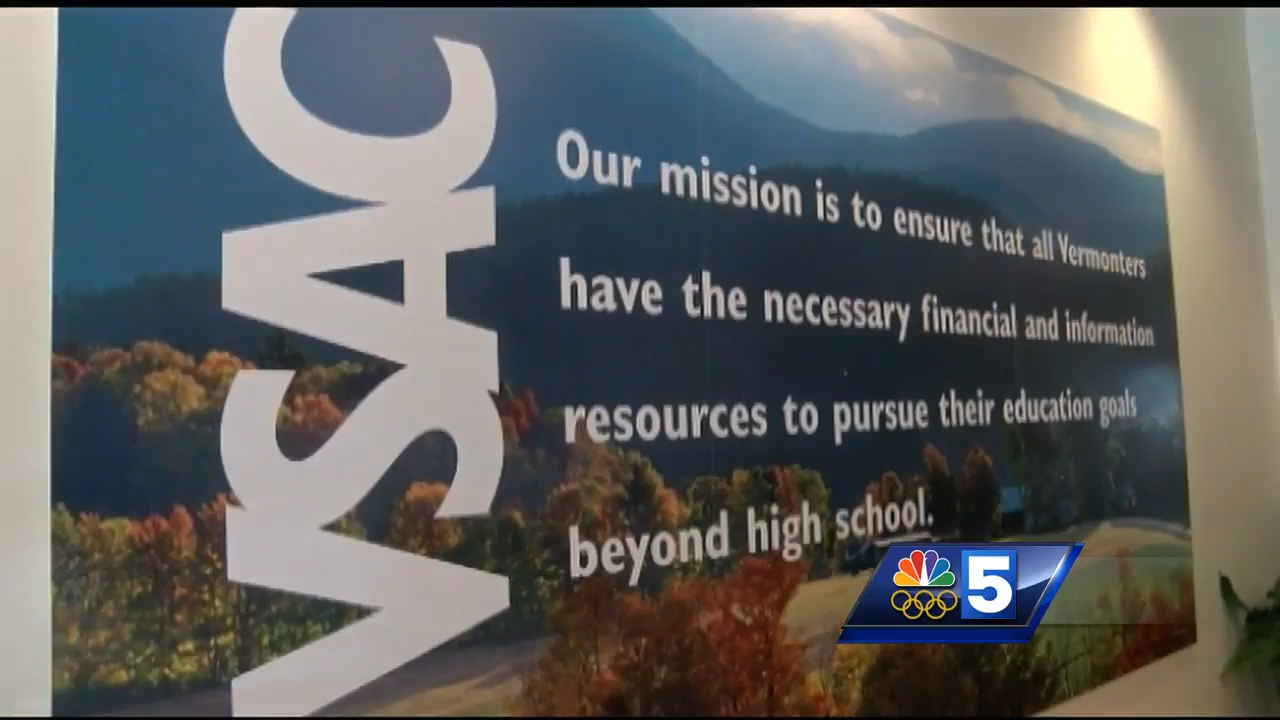 VSAC
Our mission is to ensure that all Vermonters
have the necessary financial and information
resources to pursue their education goals
beyond high school.
5